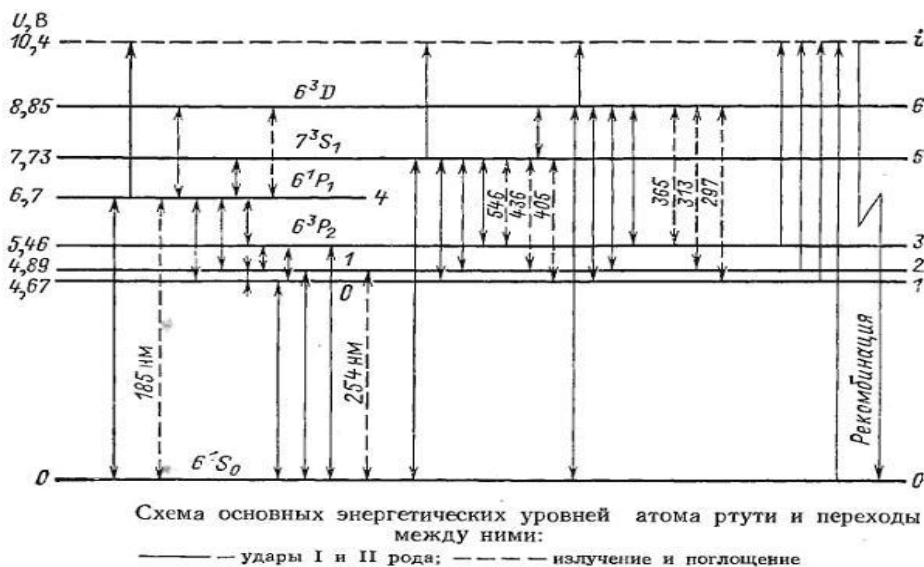 U, В
10,4
i
6³D
8,85
6
7³S₁
7,73
5
6¹P₁
6,7
4
546
436
405
365
313
297
6³P₂
5,46
3
4,89
1
2
4,67
0
1
185 нм
254 нм
Рекомбинация
6¹S₀
0
0
Схема основных энергетических уровней атома ртути и переходы
между ними:
——— — удары I и II рода; – – – – — излучение и поглощение